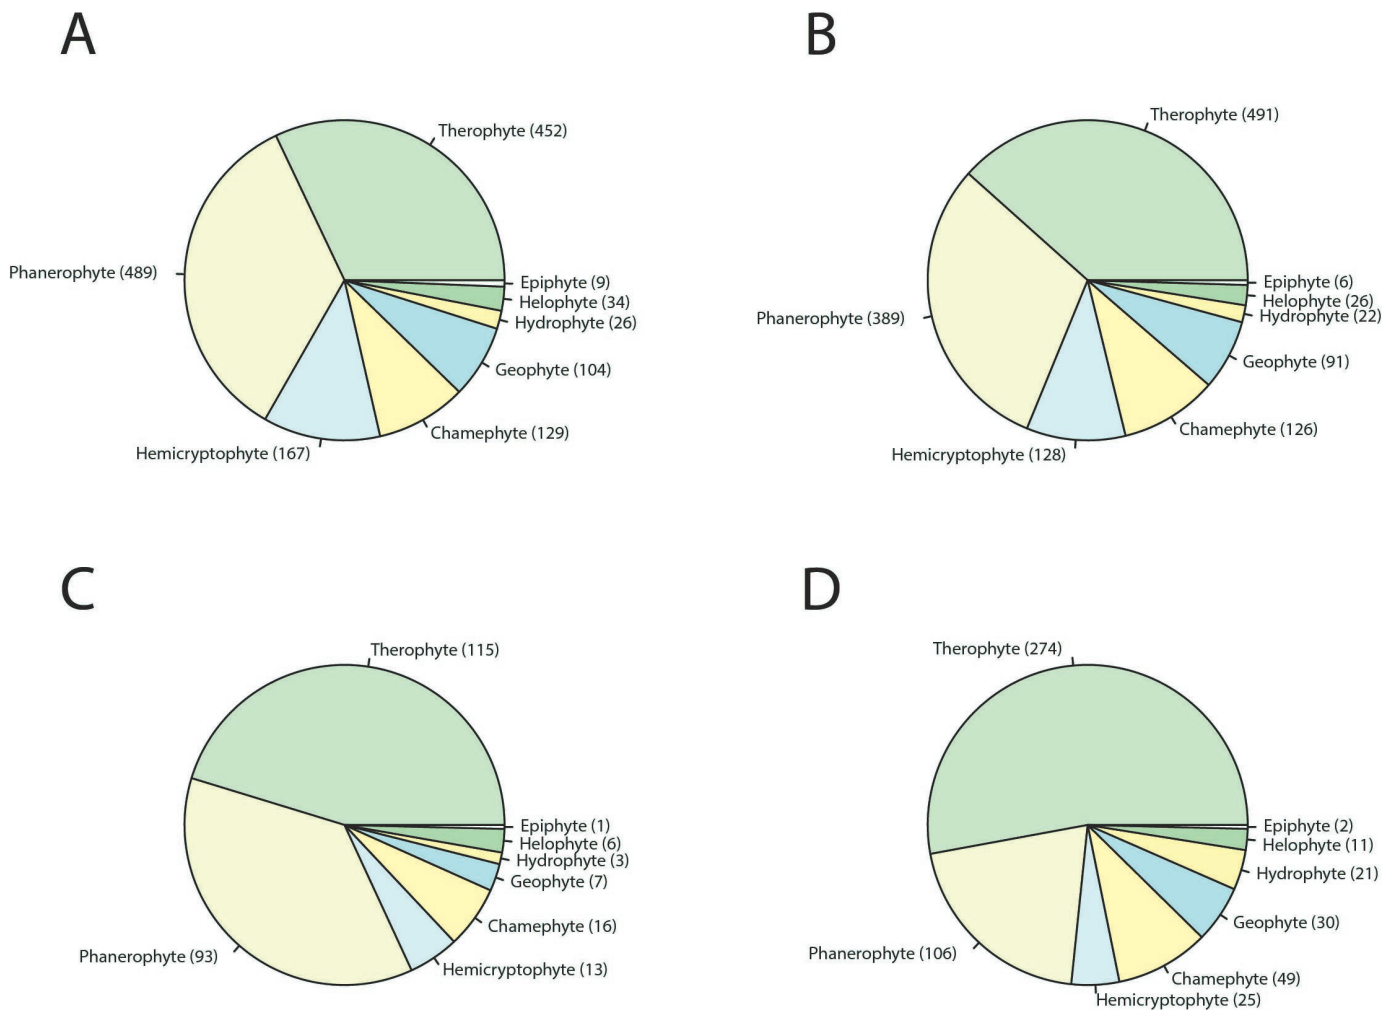 A
Therophyte (452)
Phanerophyte (489)
Epiphyte (9)
Helophyte (34)
Hydrophyte (26)
Geophyte (104)
Chamephyte (129)
Hemicryptophyte (167)
B
Therophyte (491)
Phanerophyte (389)
Epiphyte (6)
Helophyte (26)
Hydrophyte (22)
Geophyte (91)
Chamephyte (126)
Hemicryptophyte (128)
C
Therophyte (115)
Epiphyte (1)
Helophyte (6)
Hydrophyte (3)
Geophyte (7)
Chamephyte (16)
Phanerophyte (93)
Hemicryptophyte (13)
D
Therophyte (274)
Epiphyte (2)
Helophyte (11)
Hydrophyte (21)
Geophyte (30)
Phanerophyte (106)
Chamephyte (49)
Hemicryptophyte (25)